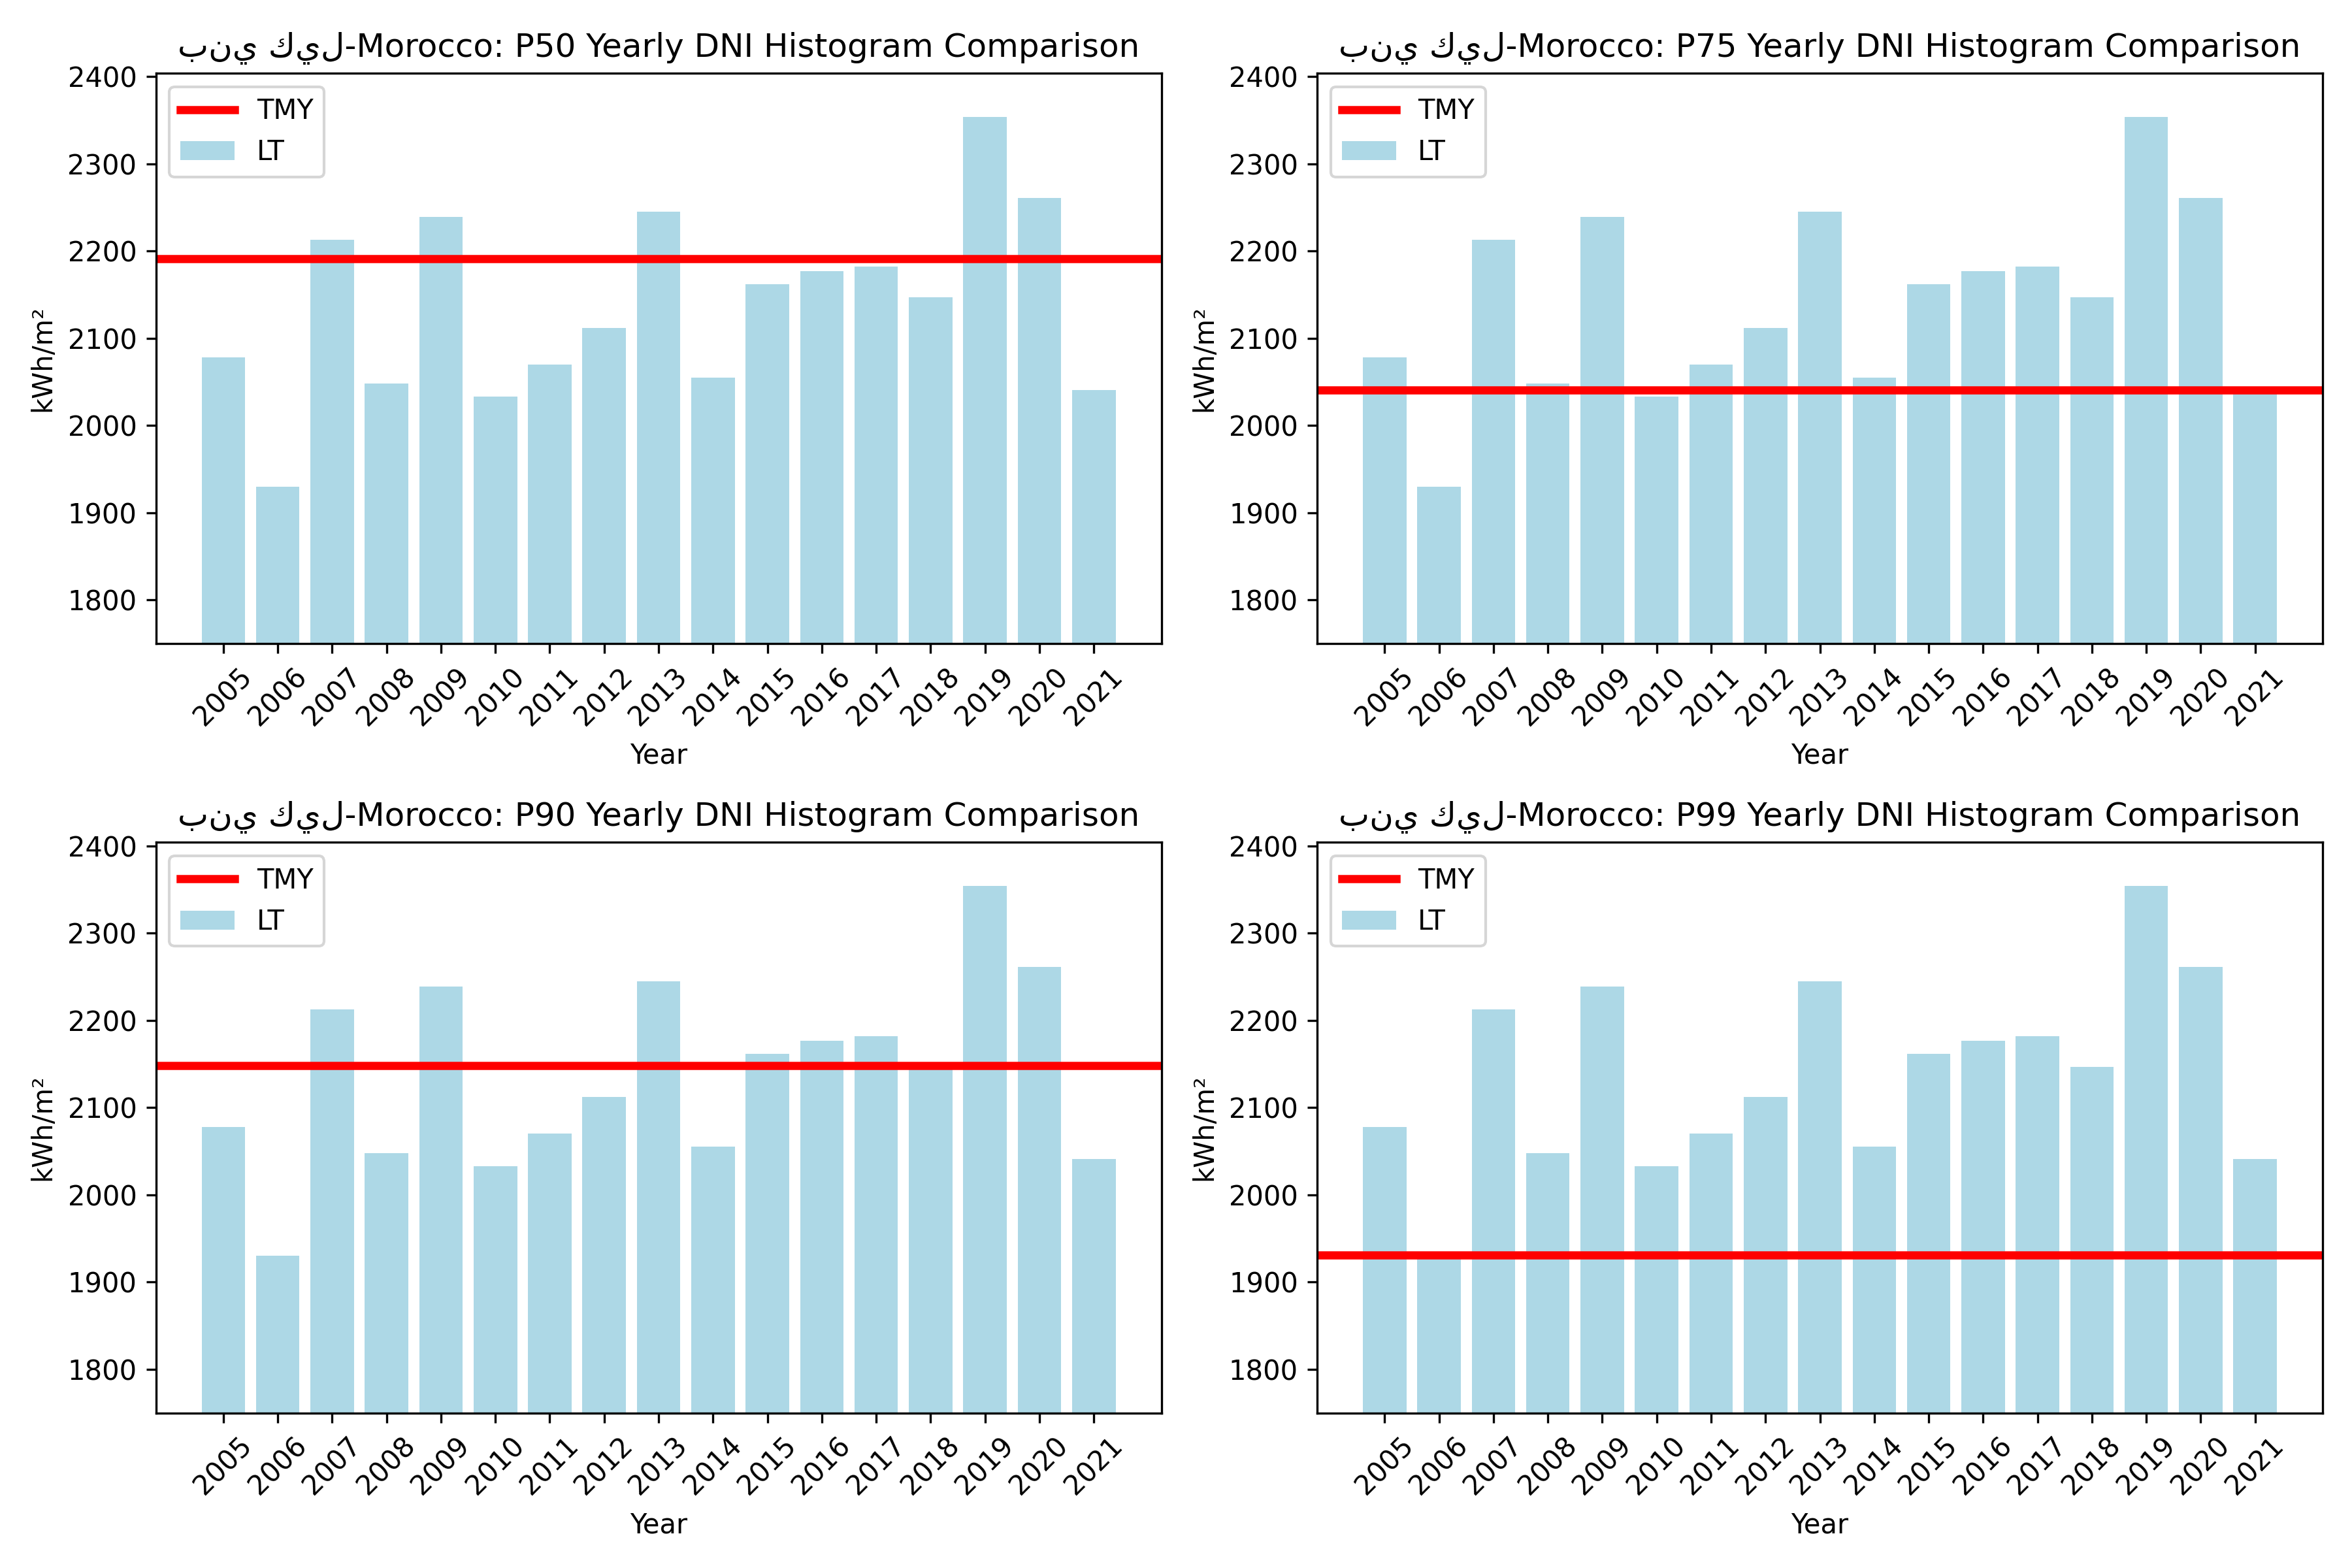 بني كيل-Morocco: P50 Yearly DNI Histogram Comparison
2400
2300
2200
2100
2000
1900
1800
kWh/m²
TMY
LT
2005 2006 2007 2008 2009 2010 2011 2012 2013 2014 2015 2016 2017 2018 2019 2020 2021
Year
بني كيل-Morocco: P75 Yearly DNI Histogram Comparison
2400
2300
2200
2100
2000
1900
1800
kWh/m²
TMY
LT
2005 2006 2007 2008 2009 2010 2011 2012 2013 2014 2015 2016 2017 2018 2019 2020 2021
Year
بني كيل-Morocco: P90 Yearly DNI Histogram Comparison
2400
2300
2200
2100
2000
1900
1800
kWh/m²
TMY
LT
2005 2006 2007 2008 2009 2010 2011 2012 2013 2014 2015 2016 2017 2018 2019 2020 2021
Year
بني كيل-Morocco: P99 Yearly DNI Histogram Comparison
2400
2300
2200
2100
2000
1900
1800
kWh/m²
TMY
LT
2005 2006 2007 2008 2009 2010 2011 2012 2013 2014 2015 2016 2017 2018 2019 2020 2021
Year